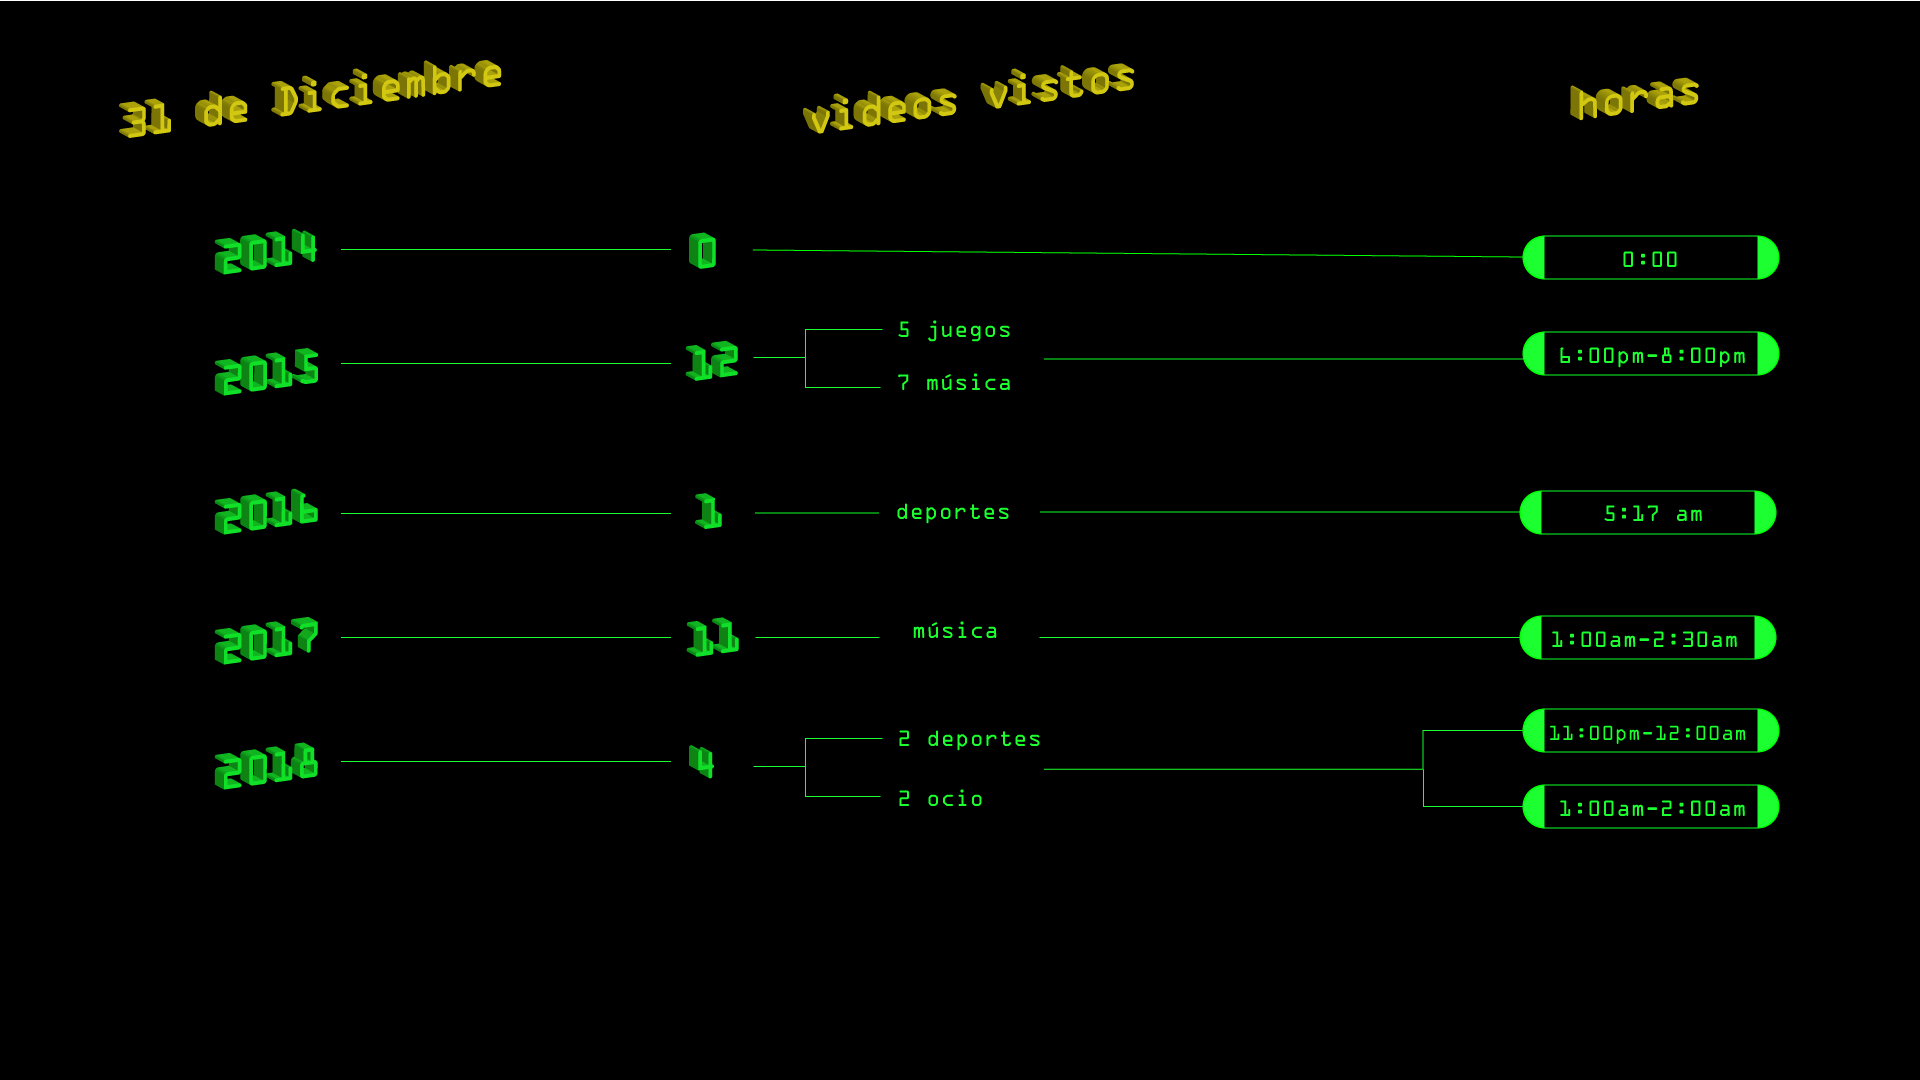 31 de Diciembre
videos vistos
horas
2014
0
0:00
2015
12
5 juegos
7 música
6:00pm-8:00pm
2016
1
deportes
5:17 am
2017
11
música
1:00am-2:30am
2018
4
2 deportes
2 ocio
11:00pm-12:00am
1:00am-2:00am